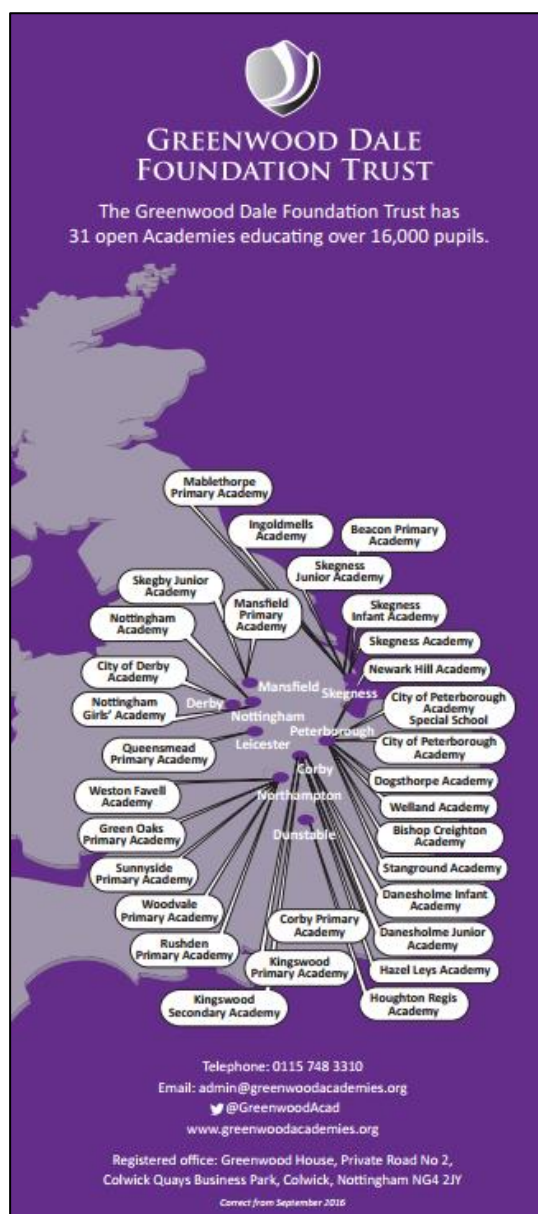 GREENWOOD DALE
FOUNDATION TRUST
The Greenwood Dale Foundation Trust has
31 open Academies educating over 16,000 pupils.
Mablethorpe
Primary Academy
Ingoldmells
Academy
Beacon Primary
Academy
Skegness
Junior Academy
Skegby Junior
Academy
Mansfield
Primary
Academy
Skegness
Infant Academy
Nottingham
Academy
Skegness Academy
City of Derby
Academy
Newark Hill Academy
Mansfield
Skegness
Derby
Nottingham
Girls' Academy
City of Peterborough
Academy
Special School
Nottingham
Peterborough
Leicester
Queensmead
Primary Academy
City of Peterborough
Academy
Corby
Dogsthorpe Academy
Weston Favell
Academy
Northampton
Welland Academy
Green Oaks
Primary Academy
Dunstable
Bishop Creighton
Academy
Sunnyside
Primary Academy
Stanground Academy
Woodvale
Primary Academy
Danesholme Infant
Academy
Corby Primary
Academy
Danesholme Junior
Academy
Rushden
Primary Academy
Kingswood
Primary Academy
Hazel Leys Academy
Kingswood
Secondary Academy
Houghton Regis
Academy
Telephone: 0115 748 3310
Email: admin@greenwoodacademies.org
@GreenwoodAcad
www.greenwoodacademies.org
Registered office: Greenwood House, Private Road No 2,
Colwick Quays Business Park, Colwick, Nottingham NG4 2JY
Correct from September 2016